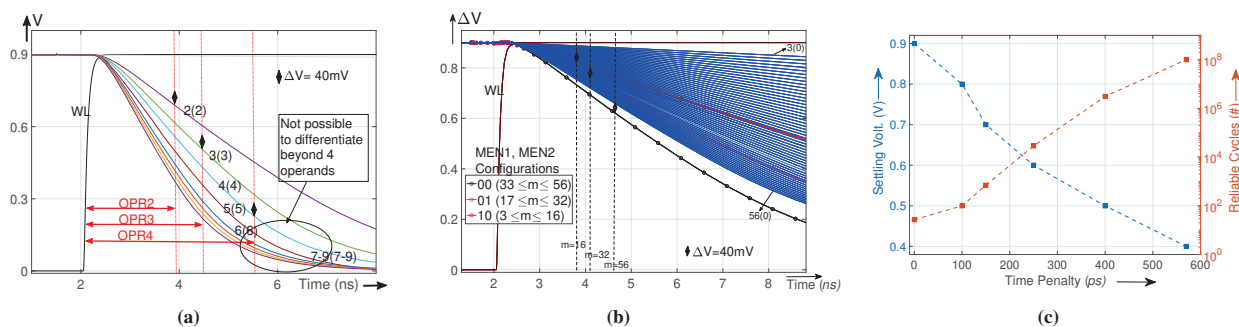 V
0.9
0.6
0.3
0
WL
ΔV= 40mV
2(2)
3(3)
4(4)
5(5)
6(6)
7-9(7-9)
Not possible
to differentiate
beyond 4
operands
OPR2
OPR3
OPR4
2 4 6
Time (ns)
(a)
ΔV
0.9
0.6
0.4
0.2
0
WL
3(0)
56(0)
MEN1, MEN2
Configurations
00 (33 ≤m≤ 56)
01 (17 ≤m≤ 32)
10 (3 ≤m≤ 16)
m=16
m=32
m=56
ΔV=40mV
2 3 4 5 6 7 8
Time (ns)
(b)
Settling Volt. (V)
0.9
0.8
0.7
0.6
0.5
0.4
Reliable Cycles (#)
10^8
10^6
10^4
10^2
10^0
0 100 200 300 400 500 600
Time Penalty (ps)
(c)